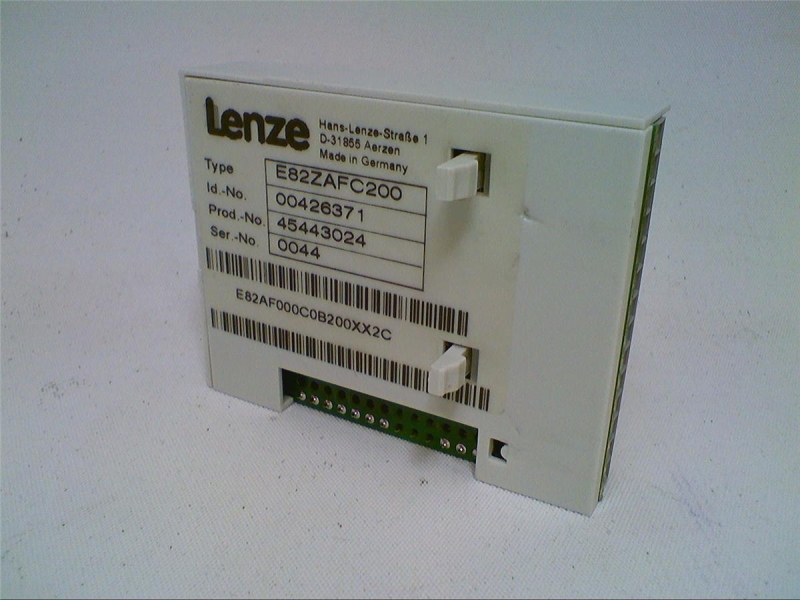 Lenze
Hans-Lenze-Straße 1
D-31855 Aerzen
Made in Germany
Type E82ZAFC200
Id.-No. 00426371
Prod.-No. 45443024
Ser.-No. 0044
E82AF000C0B200XX2C